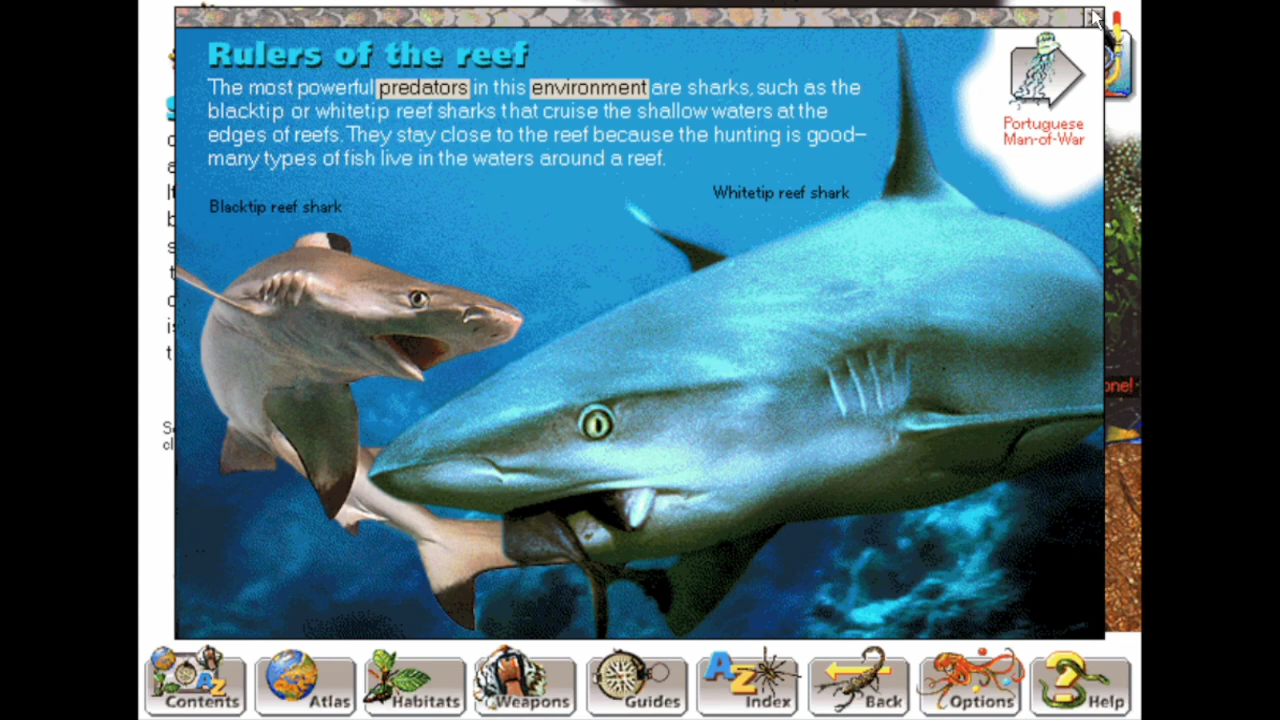 Rulers of the reef
The most powerful predators in this environment are sharks, such as the
blacktip or whitetip reef sharks that cruise the shallow waters at the
edges of reefs. They stay close to the reef because the hunting is good—
many types of fish live in the waters around a reef.
Portuguese
Man-of-War
Whitetip reef shark
Blacktip reef shark
one!
Contents
Atlas
Habitats
Weapons
Guides
AZ
Index
Back
Options
Help